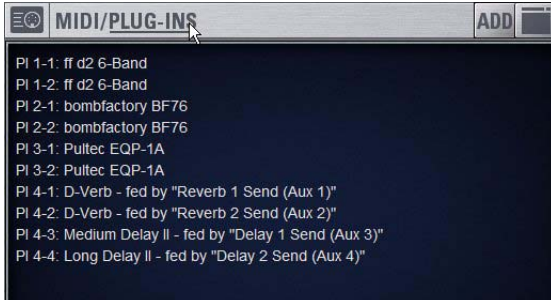 MIDI/PLUG-INS ADD
PI 1-1: ff d2 6-Band
PI 1-2: ff d2 6-Band
PI 2-1: bombfactory BF76
PI 2-2: bombfactory BF76
PI 3-1: Pultec EQP-1A
PI 3-2: Pultec EQP-1A
PI 4-1: D-Verb - fed by "Reverb 1 Send (Aux 1)"
PI 4-2: D-Verb - fed by "Reverb 2 Send (Aux 2)"
PI 4-3: Medium Delay II - fed by "Delay 1 Send (Aux 3)"
PI 4-4: Long Delay II - fed by "Delay 2 Send (Aux 4)"